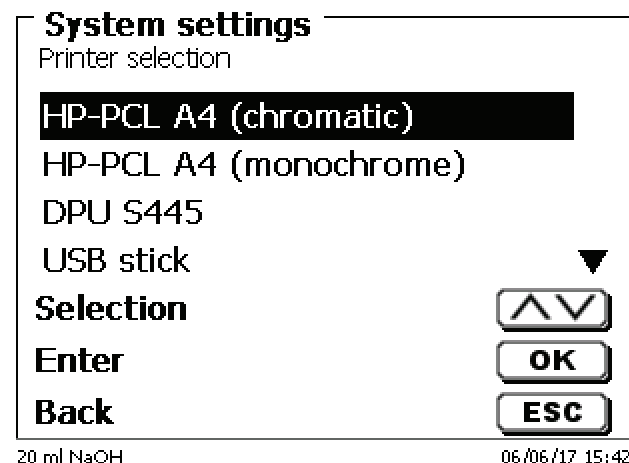 System settings
Printer selection
HP-PCL A4 (chromatic)
HP-PCL A4 (monochrome)
DPU S445
USB stick
Selection
Enter OK
Back ESC
20 ml NaOH 06/06/17 15:42